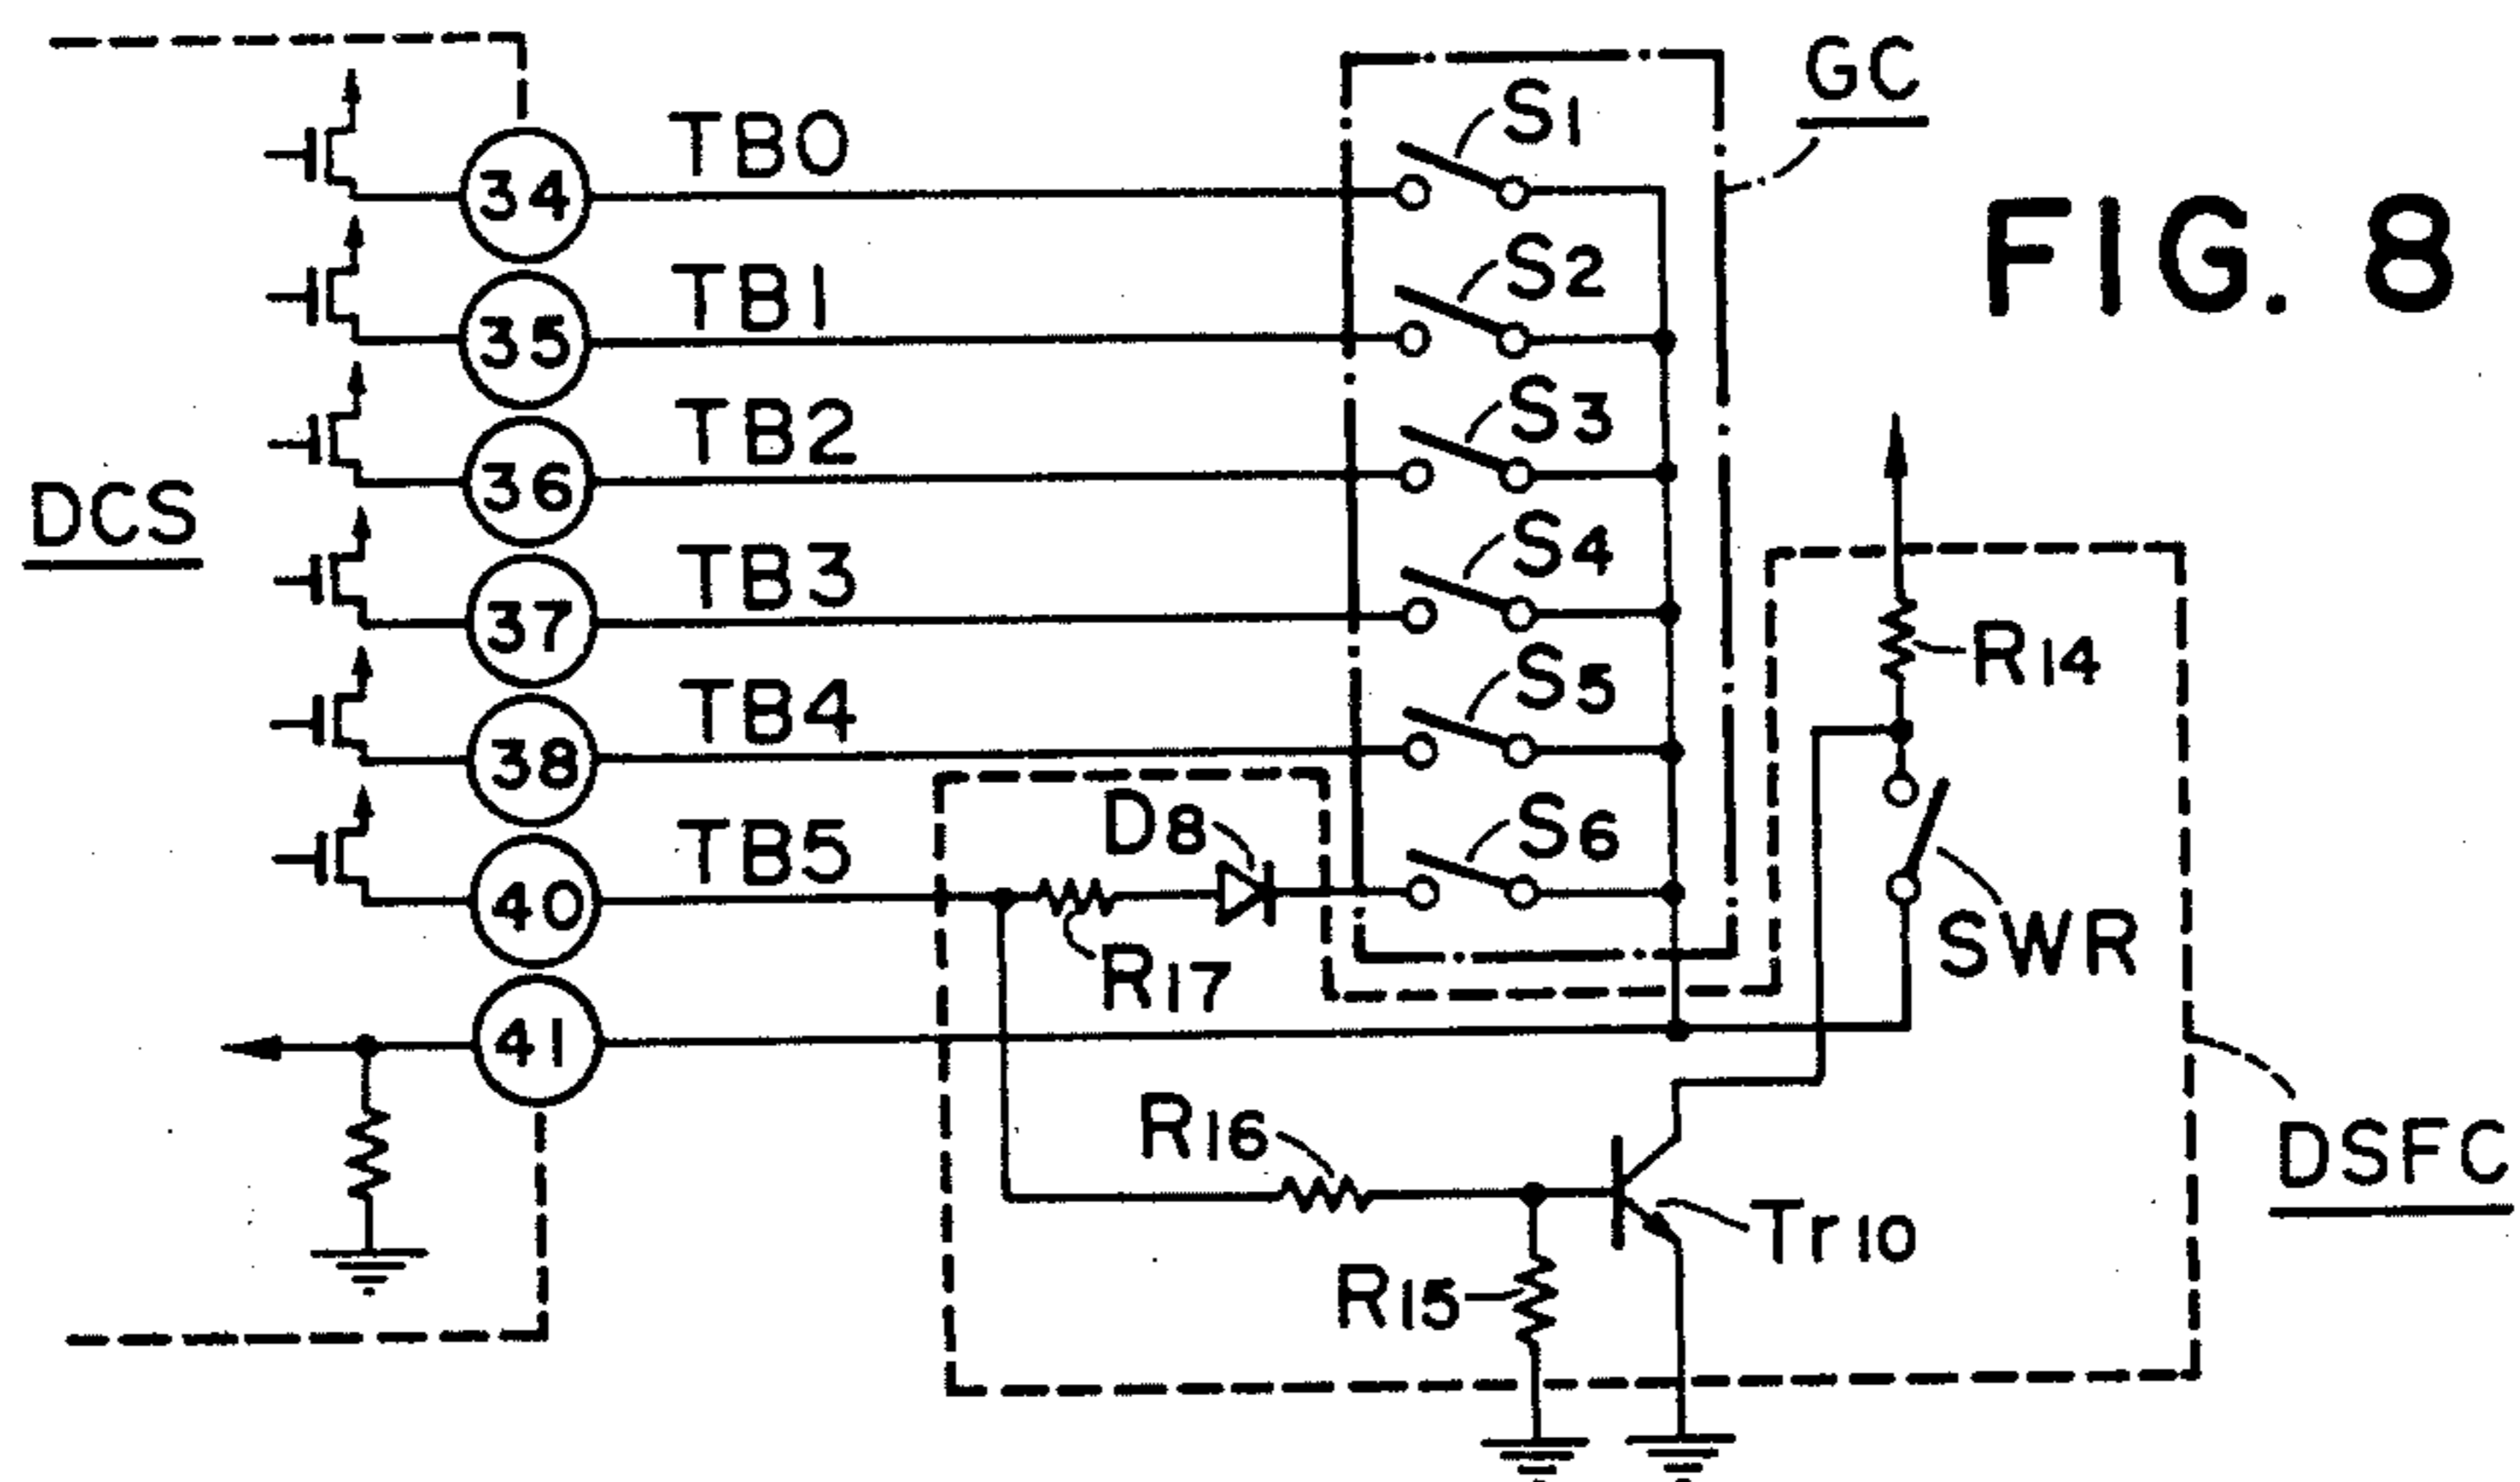 GC
TB0
S1
34
FIG. 8
TB1
S2
35
TB2
S3
36
DCS
TB3
S4
37
R14
TB4
S5
38
D8
TB5
S6
40
SWR
R17
41
R16
DSFC
Tr10
R15